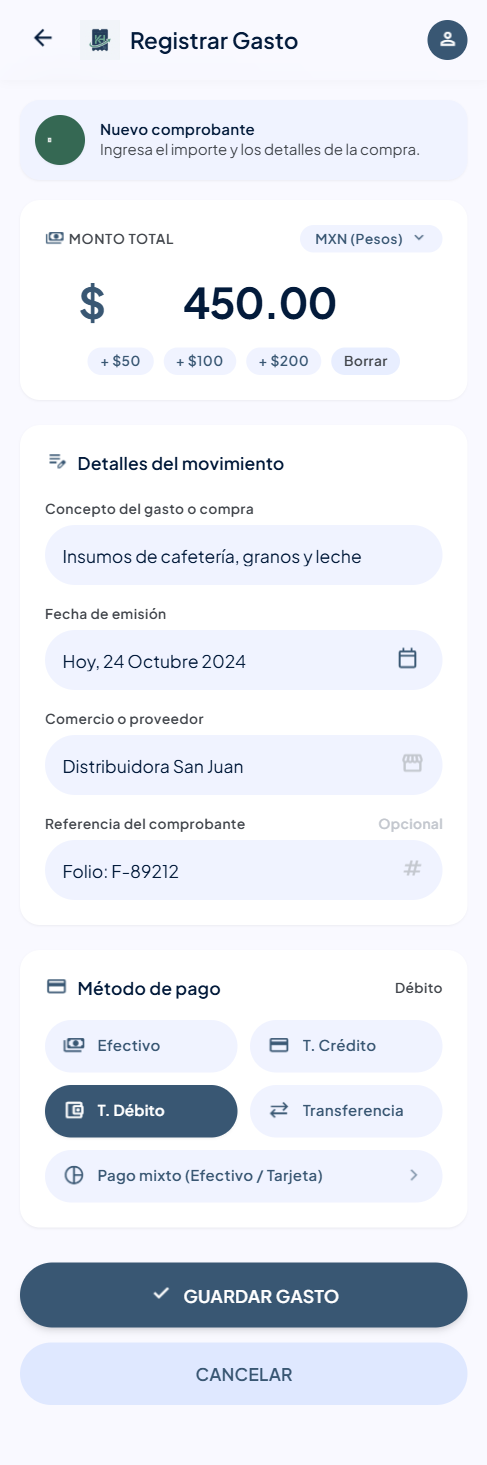 Registrar Gasto
Nuevo comprobante
Ingresa el importe y los detalles de la compra.
MONTO TOTAL
MXN (Pesos)
$ 450.00
+ $50
+ $100
+ $200
Borrar
Detalles del movimiento
Concepto del gasto o compra
Insumos de cafetería, granos y leche
Fecha de emisión
Hoy, 24 Octubre 2024
Comercio o proveedor
Distribuidora San Juan
Referencia del comprobante
Opcional
Folio: F-89212
#
Método de pago
Débito
Efectivo
T. Crédito
T. Débito
Transferencia
Pago mixto (Efectivo / Tarjeta)
GUARDAR GASTO
CANCELAR